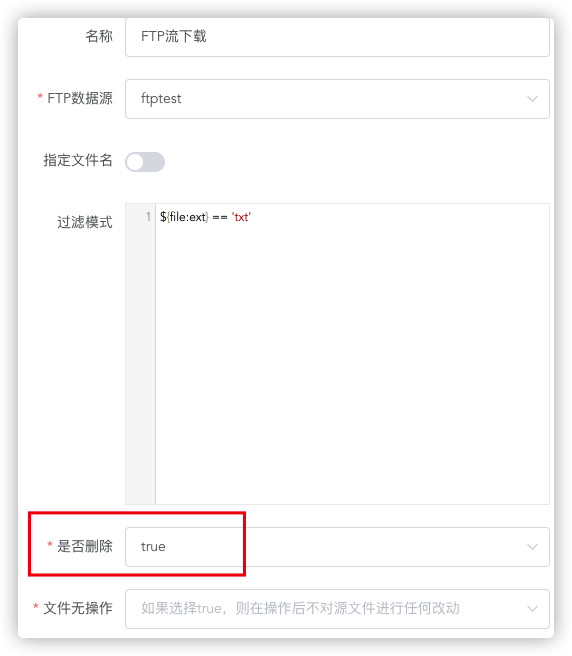 名称 FTP流下载
* FTP数据源 ftptest
指定文件名
过滤模式 1 ${file:ext} == 'txt'
* 是否删除 true
* 文件无操作 如果选择true，则在操作后不对源文件进行任何改动